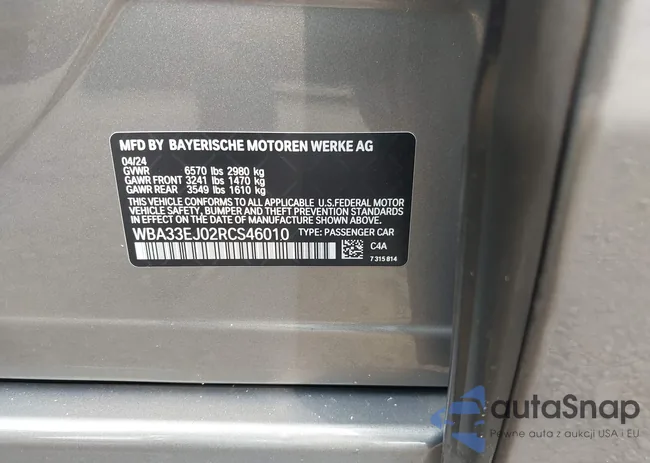 MFD BY BAYERISCHE MOTOREN WERKE AG
04/24
GVWR 6570 lbs 2980 kg
GAWR FRONT 3241 lbs 1470 kg
GAWR REAR 3549 lbs 1610 kg
THIS VEHICLE CONFORMS TO ALL APPLICABLE U.S.FEDERAL MOTOR
VEHICLE SAFETY, BUMPER AND THEFT PREVENTION STANDARDS
IN EFFECT ON THE DATE OF MANUFACTURE SHOWN ABOVE.
WBA33EJ02RCS46010 TYPE: PASSENGER CAR
C4A
7 315 814
autoSnap
Pewne auta z aukcji USA i EU